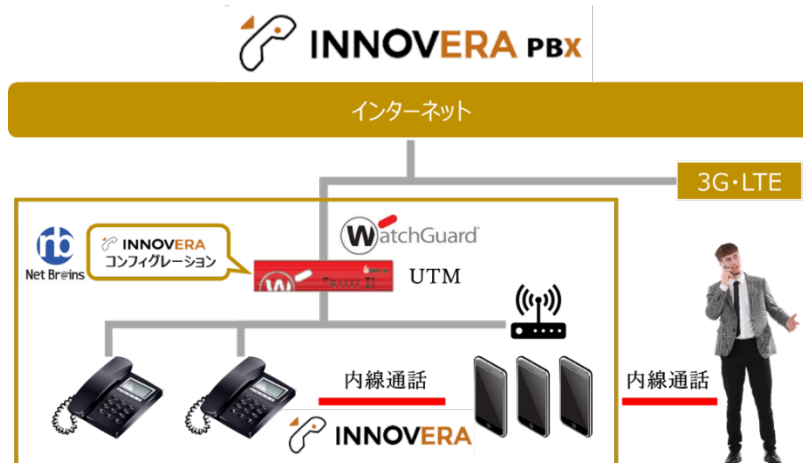 INNOVERA PBX
インターネット
3G・LTE
WatchGuard
Net Brains
INNOVERA
コンフィグレーション
UTM
内線通話
内線通話
INNOVERA